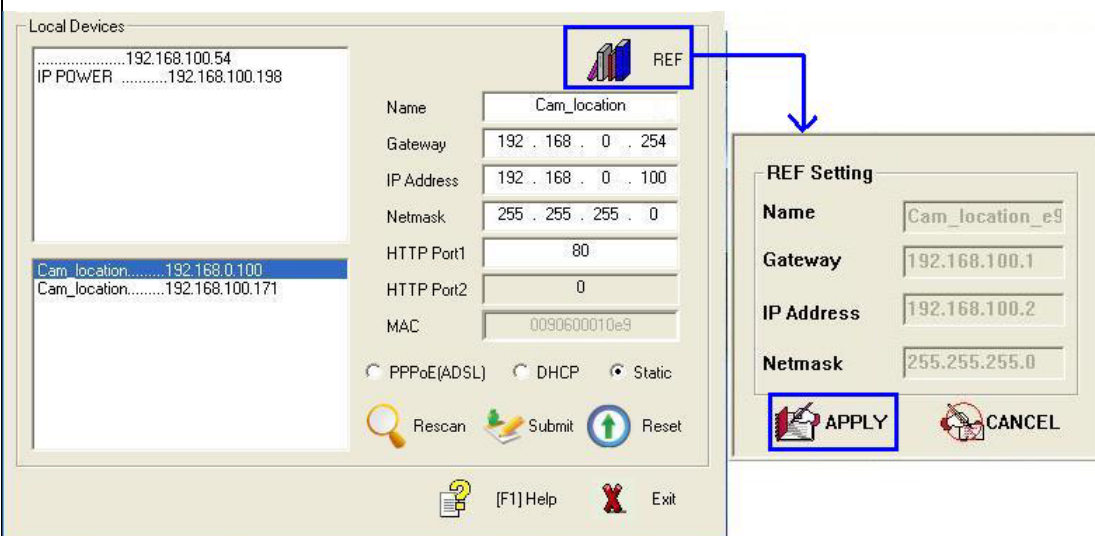 Local Devices
.....................192.168.100.54
IP POWER ...........192.168.100.198
Cam_location.........192.168.0.100
Cam_location.........192.168.100.171
REF
Name Cam_location
Gateway 192 . 168 . 0 . 254
IP Address 192 . 168 . 0 . 100
Netmask 255 . 255 . 255 . 0
HTTP Port1 80
HTTP Port2 0
MAC 0090600010e9
PPPoE(ADSL) DHCP Static
Rescan Submit Reset
[F1] Help Exit
REF Setting
Name Cam_location_e9
Gateway 192.168.100.1
IP Address 192.168.100.2
Netmask 255.255.255.0
APPLY CANCEL